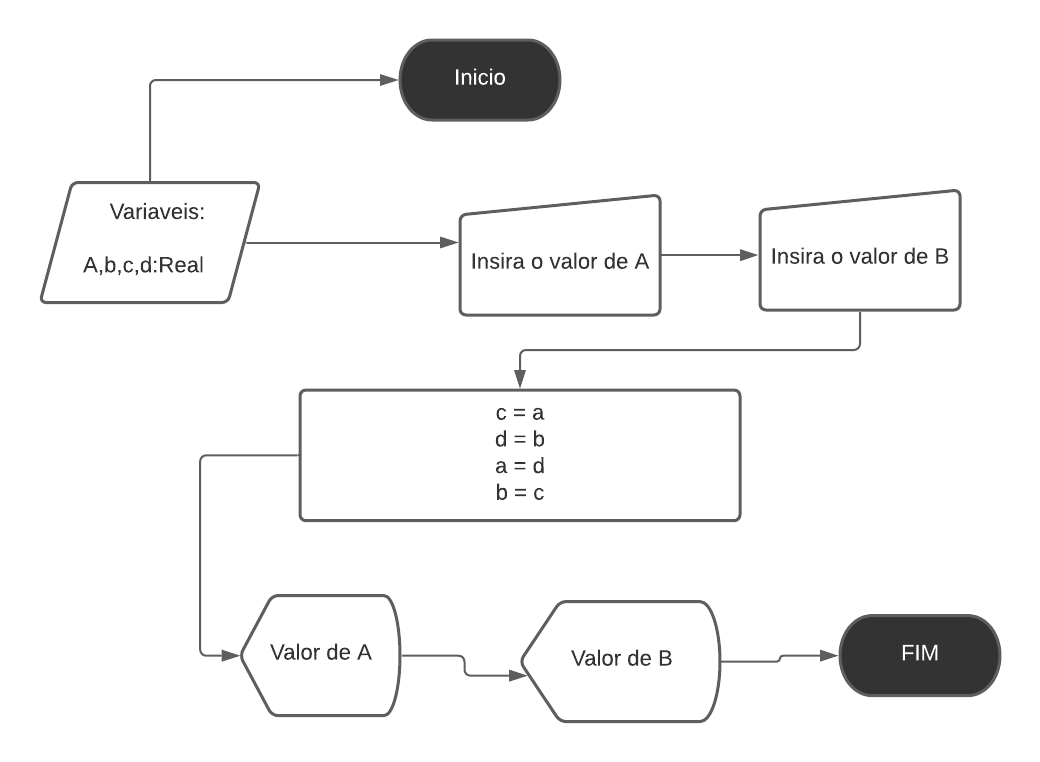 Inicio
Variaveis:
A,b,c,d:Real
Insira o valor de A
Insira o valor de B
c = a
d = b
a = d
b = c
Valor de A
Valor de B
FIM